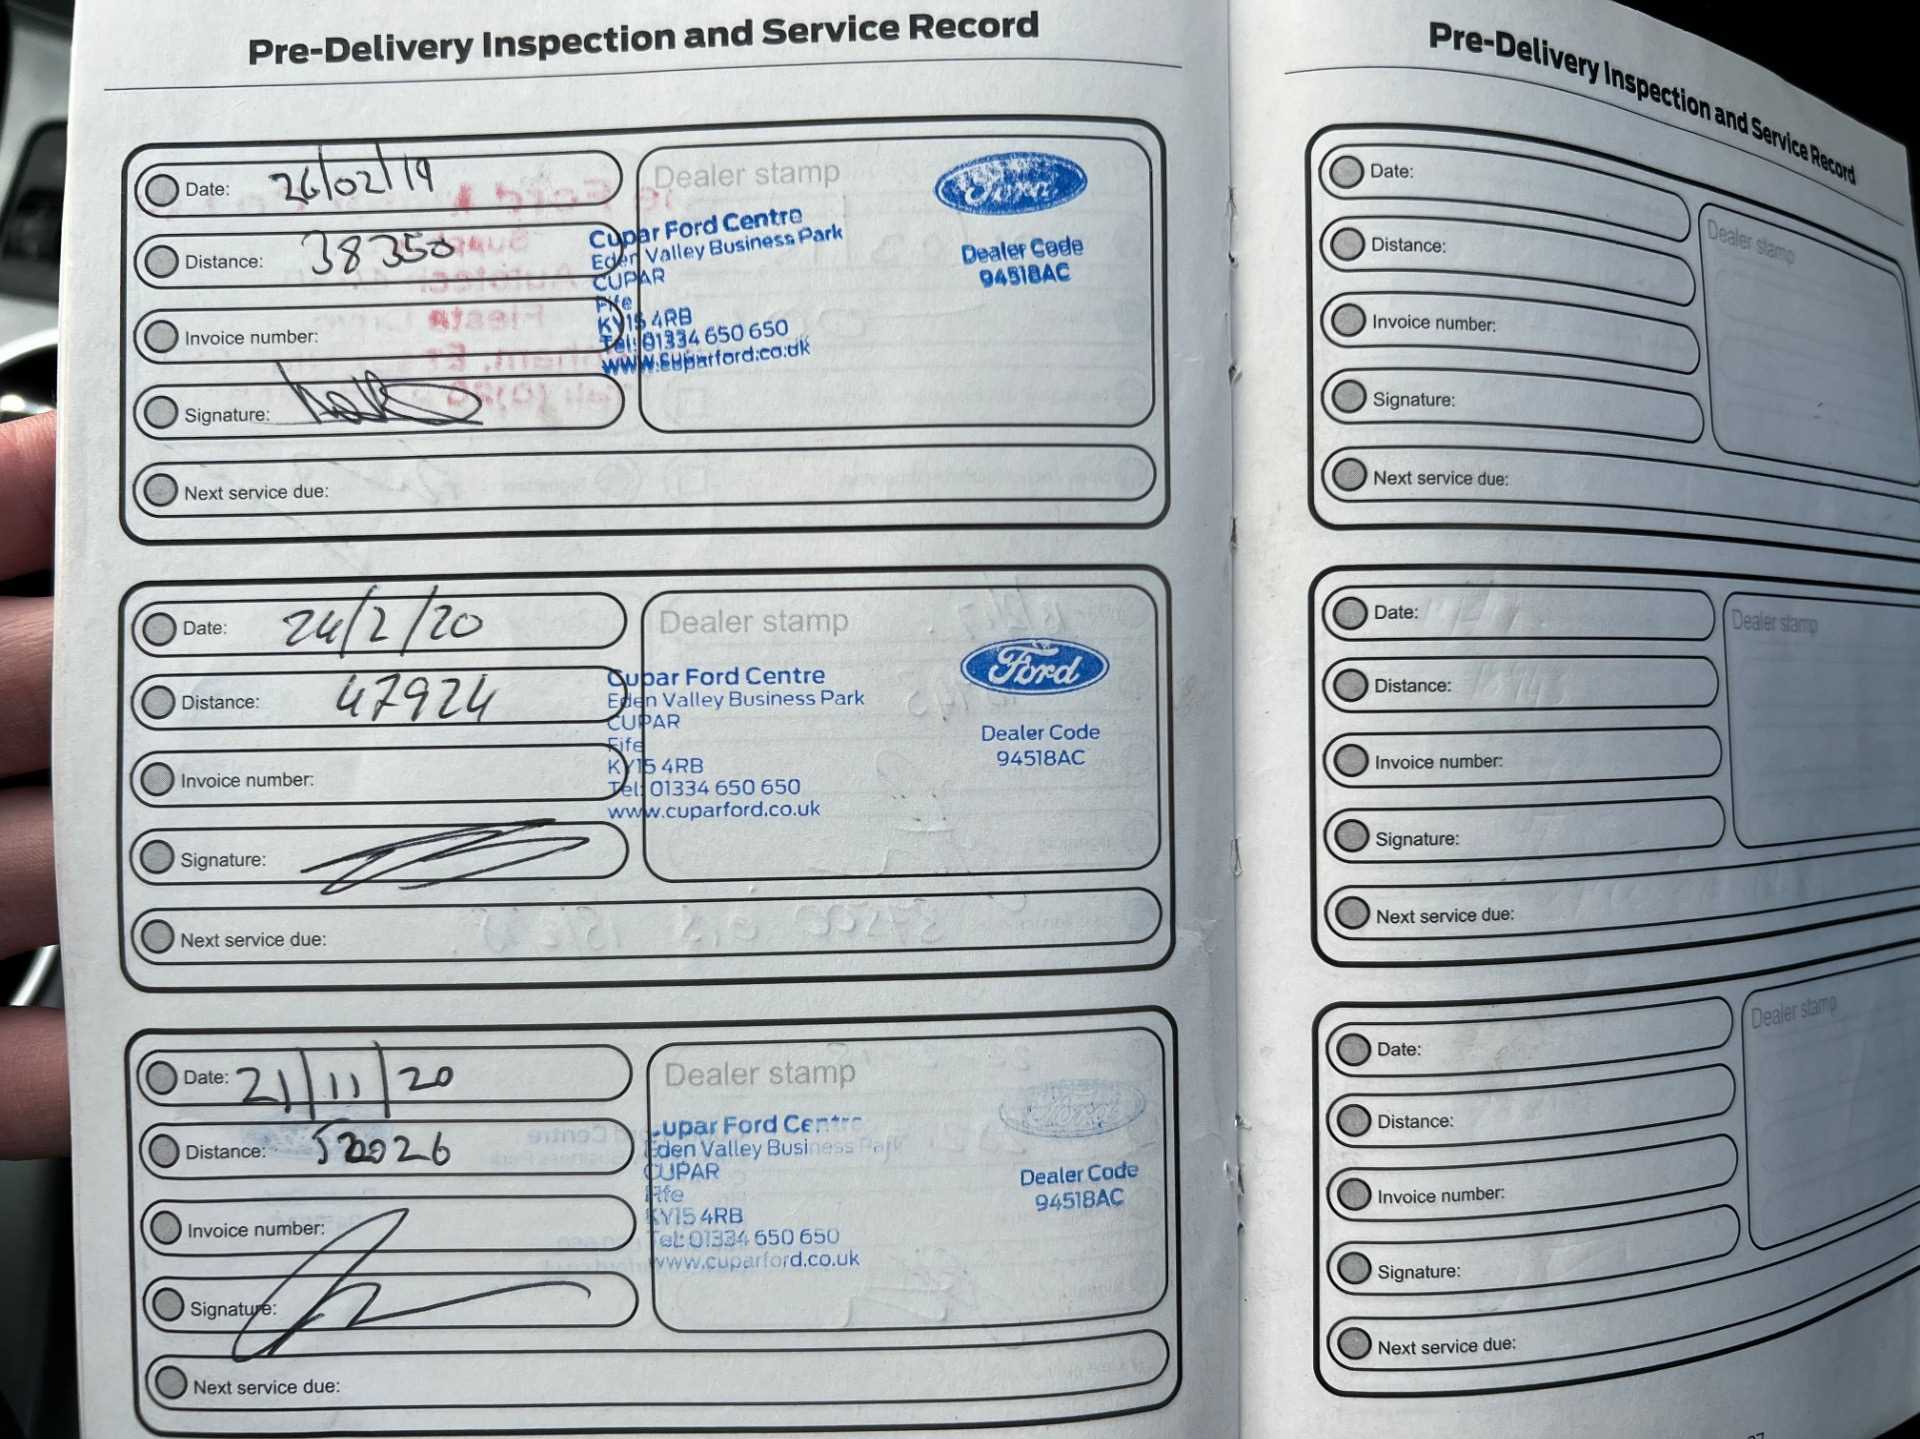 Pre-Delivery Inspection and Service Record
Date: 26/02/19
Distance: 38350
Invoice number:
Signature:
Next service due:
Dealer stamp
Ford
Cupar Ford Centre
Eden Valley Business Park
CUPAR
Fife
KY15 4RB
Tel: 01334 650 650
www.cuparford.co.uk
Dealer Code
94518AC
Date: 24/2/20
Distance: 47924
Invoice number:
Signature:
Next service due:
Dealer stamp
Ford
Cupar Ford Centre
Eden Valley Business Park
CUPAR
Fife
KY15 4RB
Tel: 01334 650 650
www.cuparford.co.uk
Dealer Code
94518AC
Date: 21/11/20
Distance: 52026
Invoice number:
Signature:
Next service due:
Dealer stamp
Ford
Cupar Ford Centre
Eden Valley Business Park
CUPAR
Fife
KY15 4RB
Tel: 01334 650 650
www.cuparford.co.uk
Dealer Code
94518AC
Pre-Delivery Inspection and Service Record
Date:
Distance:
Invoice number:
Signature:
Next service due:
Dealer stamp
Date:
Distance:
Invoice number:
Signature:
Next service due:
Dealer stamp
Date:
Distance:
Invoice number:
Signature:
Next service due:
Dealer stamp